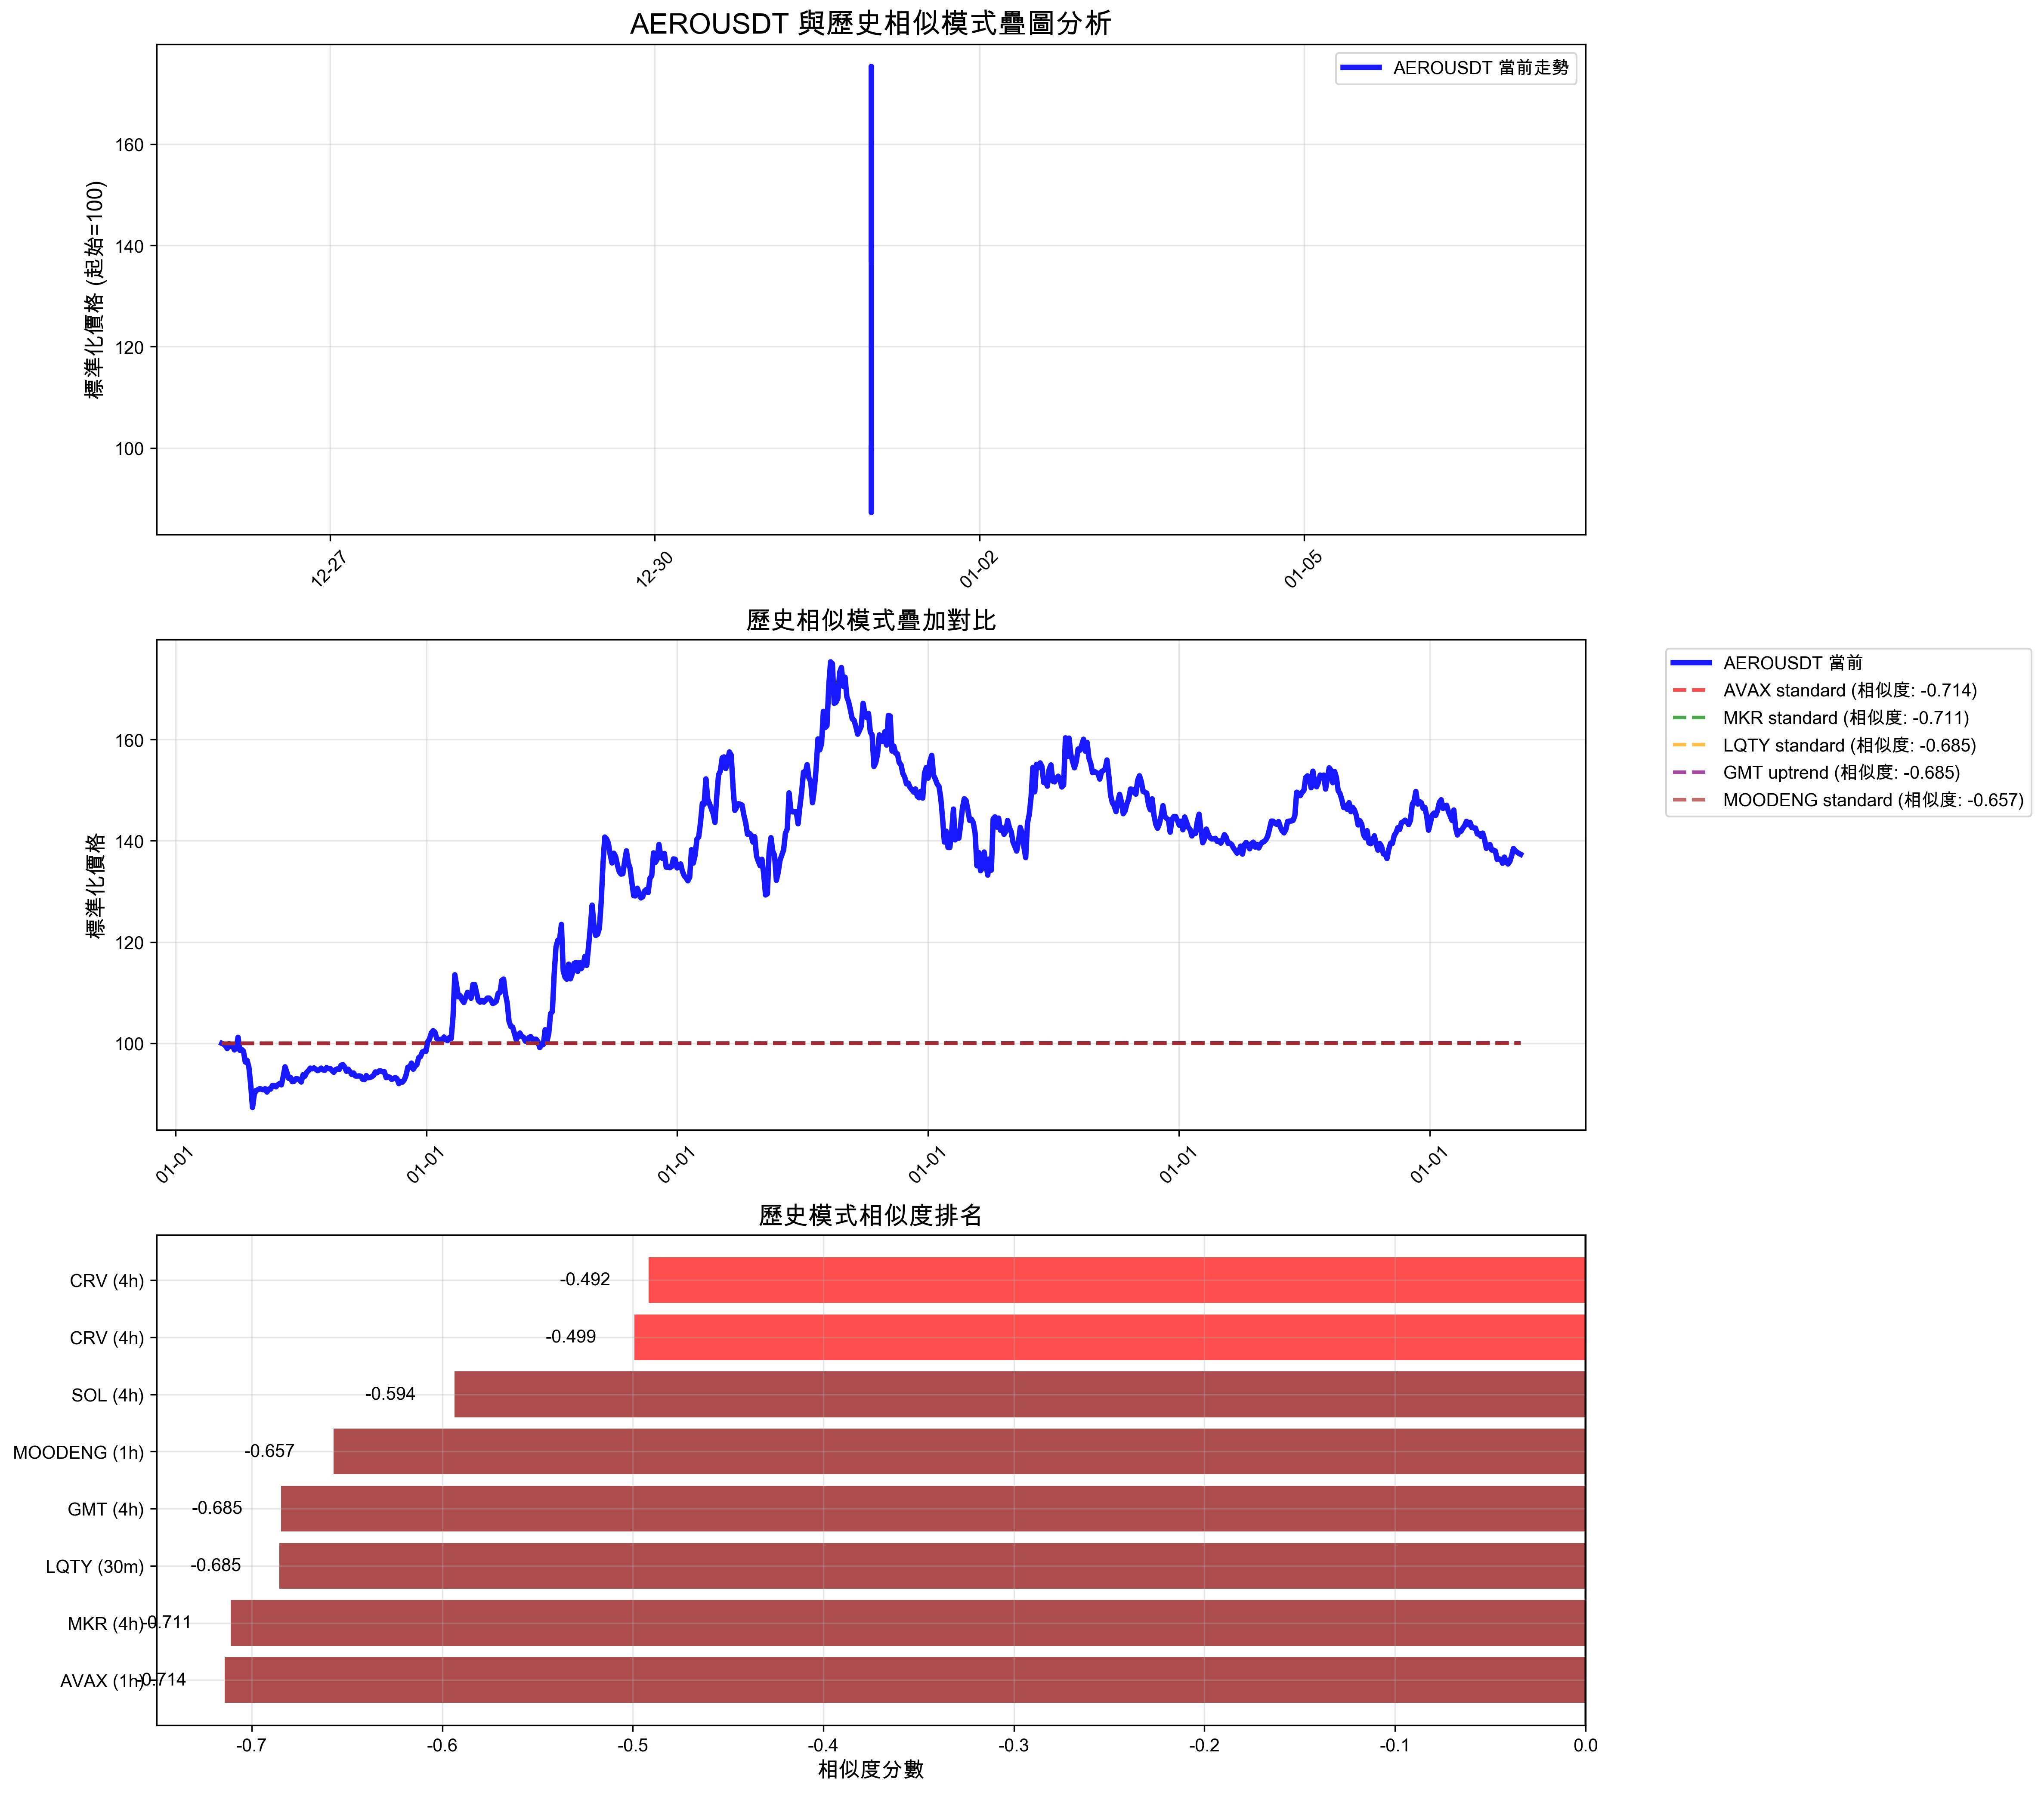 AEROUSDT 與歷史相似模式疊圖分析
AEROUSDT 當前走勢
標準化價格 (起始=100)
160
140
120
100
12-27
12-30
01-02
01-05
歷史相似模式疊加對比
AEROUSDT 當前
AVAX standard (相似度: -0.714)
MKR standard (相似度: -0.711)
LQTY standard (相似度: -0.685)
GMT uptrend (相似度: -0.685)
MOODENG standard (相似度: -0.657)
標準化價格
160
140
120
100
01-01
01-01
01-01
01-01
01-01
01-01
歷史模式相似度排名
CRV (4h)
-0.492
CRV (4h)
-0.499
SOL (4h)
-0.594
MOODENG (1h)
-0.657
GMT (4h)
-0.685
LQTY (30m)
-0.685
MKR (4h)
-0.711
AVAX (1h)
-0.714
-0.7
-0.6
-0.5
-0.4
-0.3
-0.2
-0.1
0.0
相似度分數